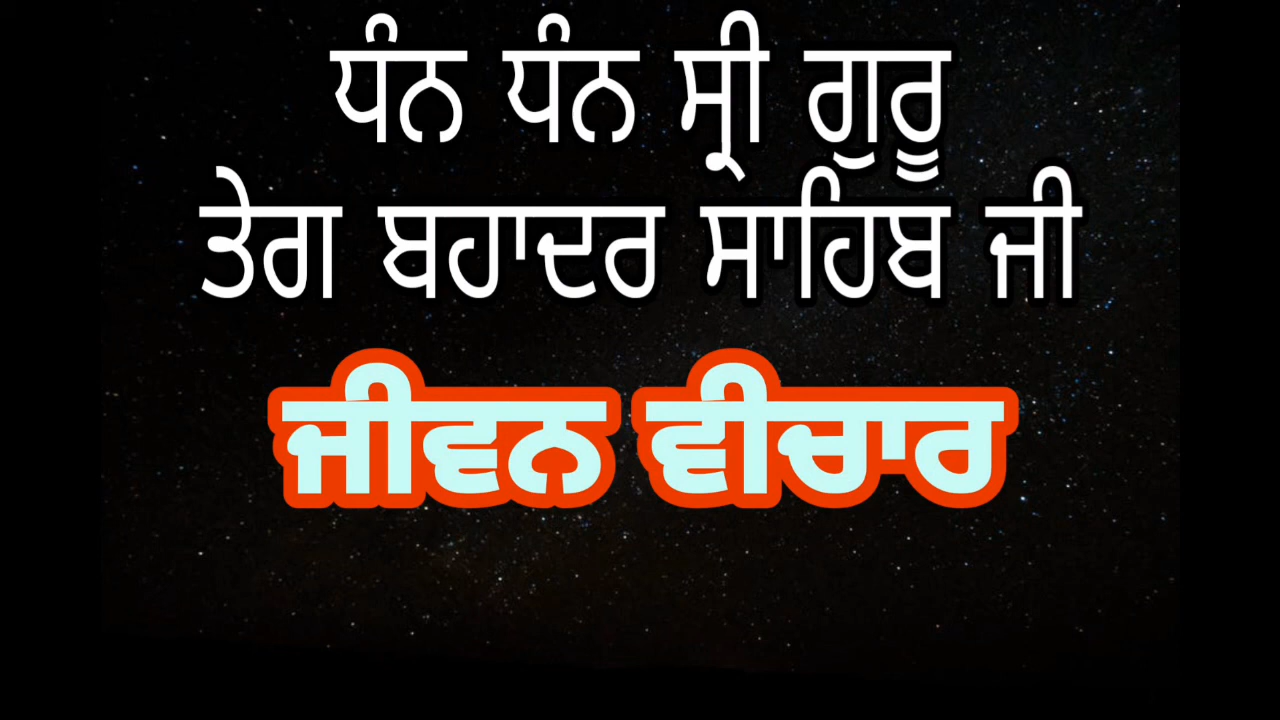 ਧੰਨ ਧੰਨ ਸ੍ਰੀ ਗੁਰੂ
ਤੇਗ ਬਹਾਦਰ ਸਾਹਿਬ ਜੀ
ਜੀਵਨ ਵੀਚਾਰ